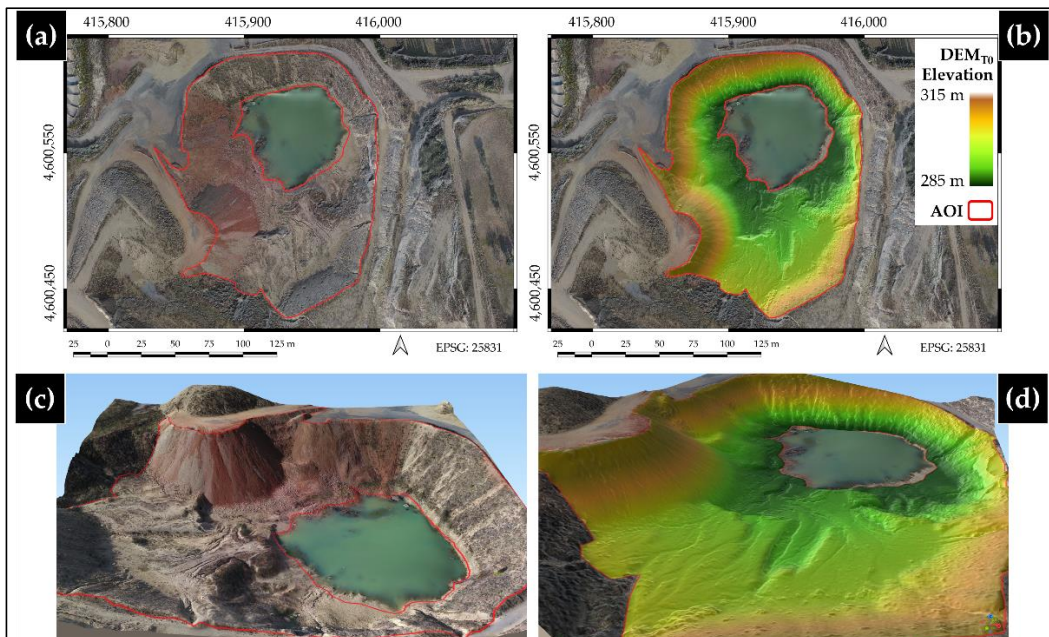 (a)
415,800 415,900 416,000
4,600,550
4,600,450
25 0 25 50 75 100 125 m
EPSG: 25831
(b)
415,800 415,900 416,000
DEMT0
Elevation
315 m
285 m
AOI
4,600,550
4,600,450
25 0 25 50 75 100 125 m
EPSG: 25831
(c)
(d)